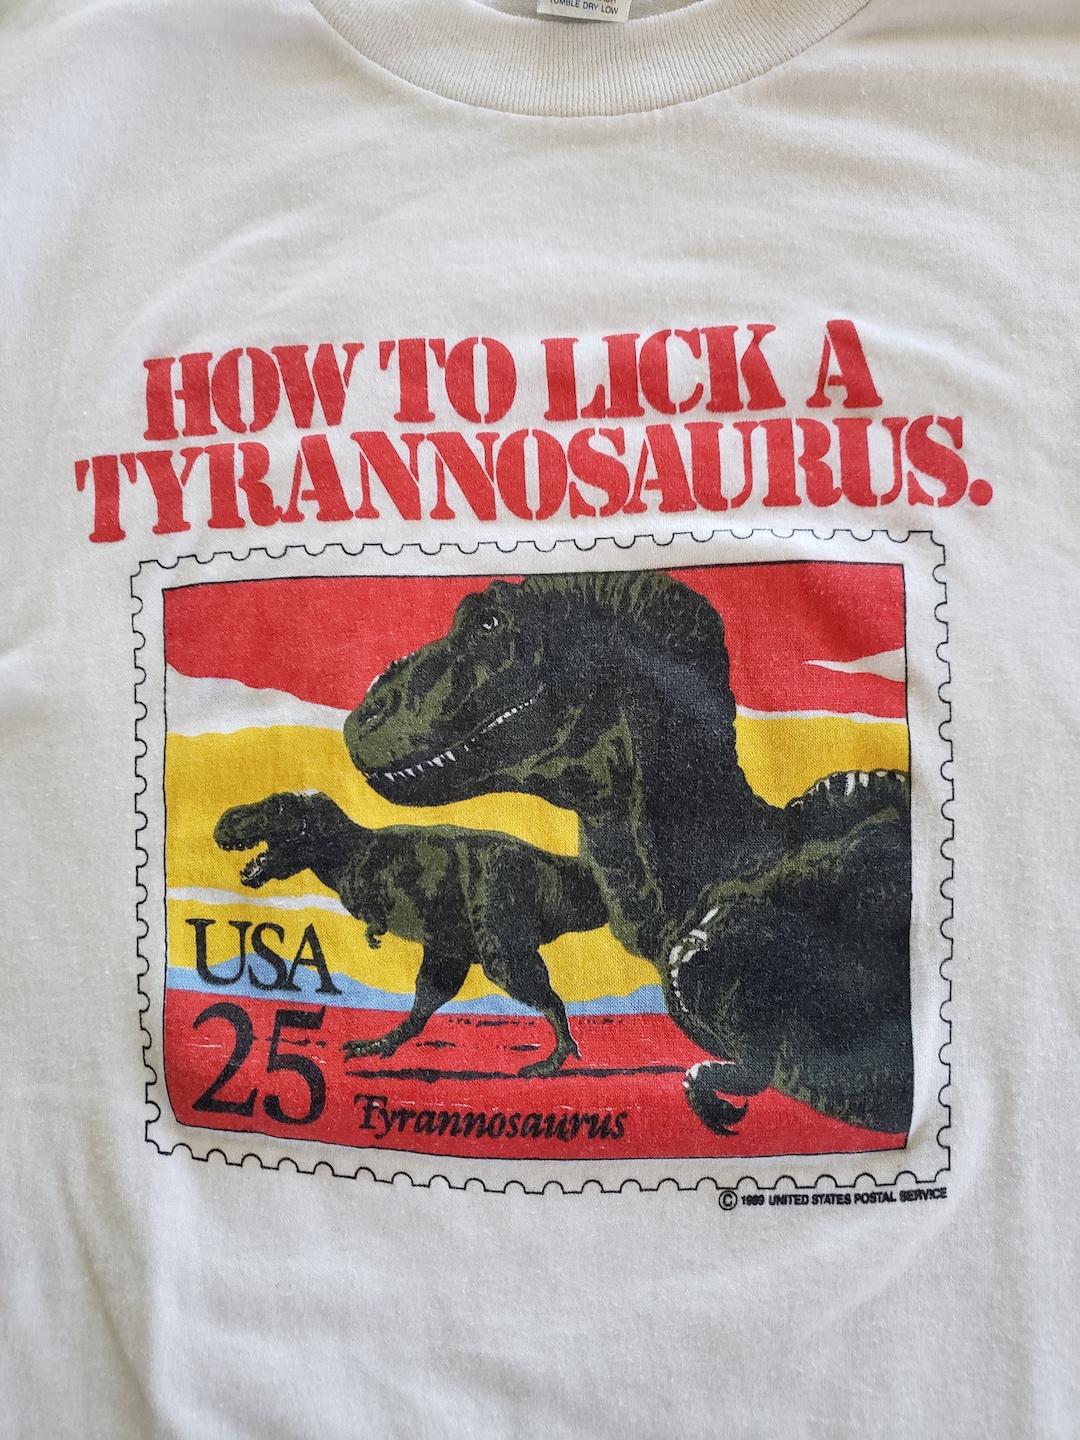 TUMBLE DRY LOW
HOW TO LICK A
TYRANNOSAURUS.
USA
25
Tyrannosaurus
© 1989 UNITED STATES POSTAL SERVICE